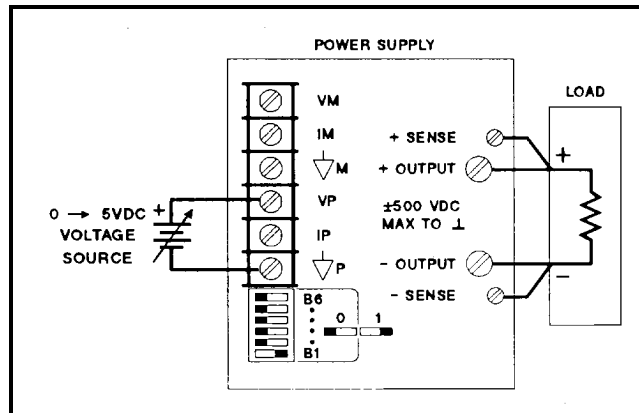 POWER SUPPLY
LOAD
VM
IM
M
VP
IP
P
+ SENSE
+ OUTPUT
±500 VDC
MAX TO ⊥
- OUTPUT
- SENSE
+
−
0 → 5VDC +
VOLTAGE
SOURCE
B6
0 1
B1